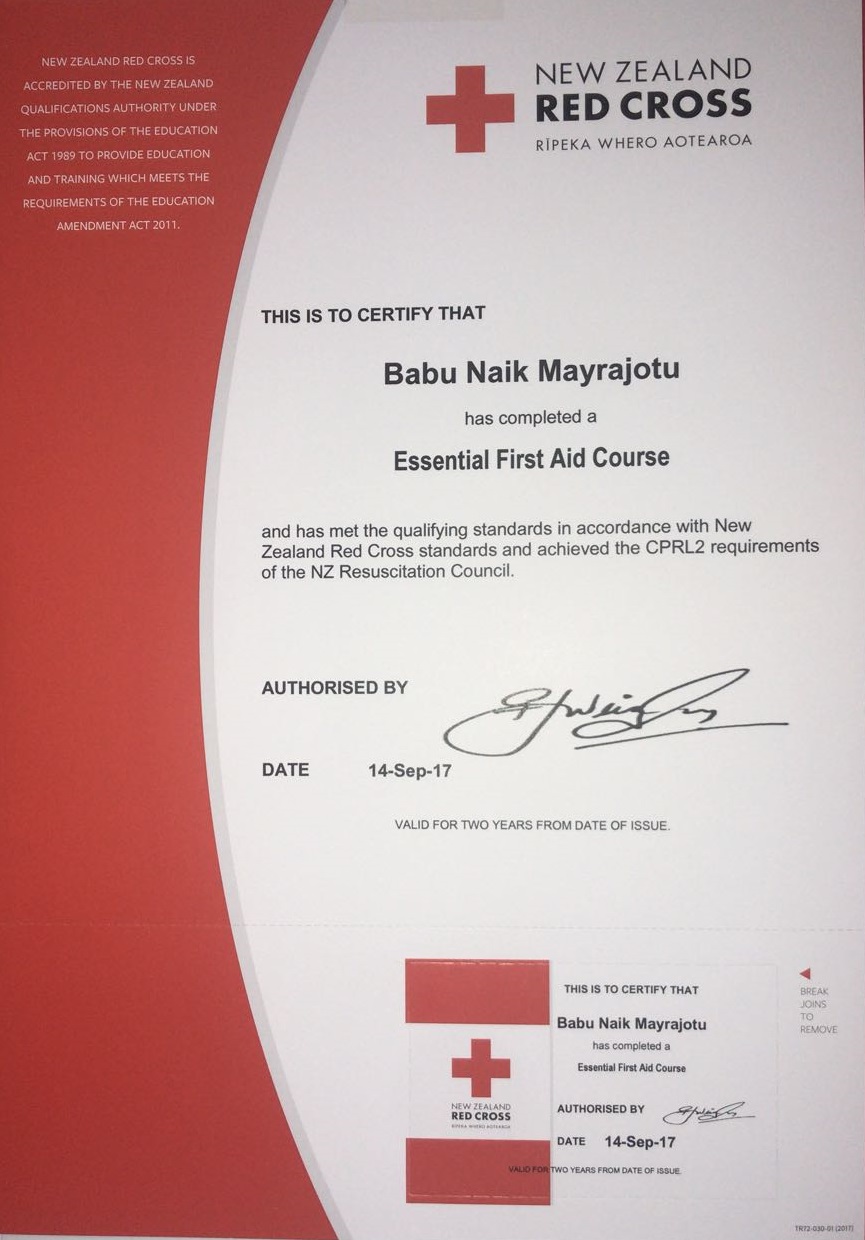 NEW ZEALAND RED CROSS IS
ACCREDITED BY THE NEW ZEALAND
QUALIFICATIONS AUTHORITY UNDER
THE PROVISIONS OF THE EDUCATION
ACT 1989 TO PROVIDE EDUCATION
AND TRAINING WHICH MEETS THE
REQUIREMENTS OF THE EDUCATION
AMENDMENT ACT 2011.
NEW ZEALAND
RED CROSS
RĪPEKA WHERO AOTEAROA
THIS IS TO CERTIFY THAT
Babu Naik Mayrajotu
has completed a
Essential First Aid Course
and has met the qualifying standards in accordance with New
Zealand Red Cross standards and achieved the CPRL2 requirements
of the NZ Resuscitation Council.
AUTHORISED BY
DATE 14-Sep-17
VALID FOR TWO YEARS FROM DATE OF ISSUE.
NEW ZEALAND
RED CROSS
RĪPEKA WHERO AOTEAROA
THIS IS TO CERTIFY THAT
Babu Naik Mayrajotu
has completed a
Essential First Aid Course
AUTHORISED BY
DATE 14-Sep-17
VALID FOR TWO YEARS FROM DATE OF ISSUE.
BREAK
JOINS
TO
REMOVE
TR72-030-01 (2017)